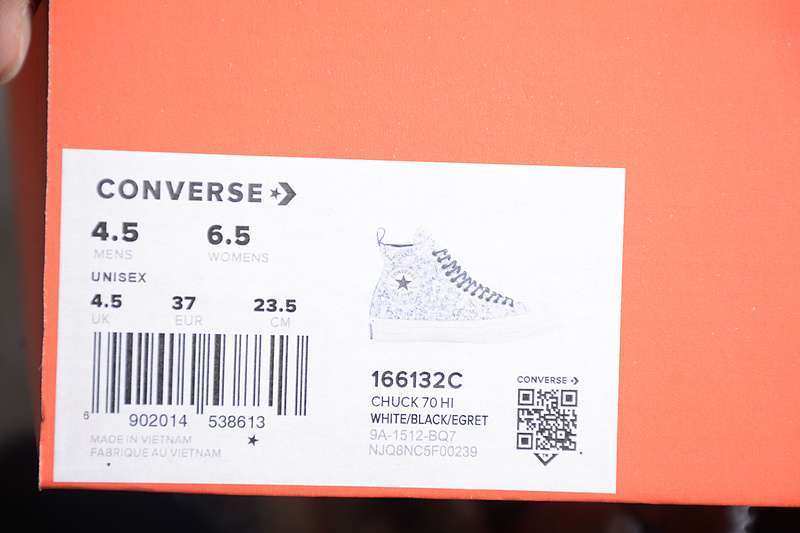 CONVERSE
4.5 6.5
MENS WOMENS
UNISEX
4.5 37 23.5
UK EUR CM
6 902014 538613
MADE IN VIETNAM
FABRIQUE AU VIETNAM
166132C
CHUCK 70 HI
WHITE/BLACK/EGRET
9A-1512-BQ7
NJQ8NC5F00239
CONVERSE